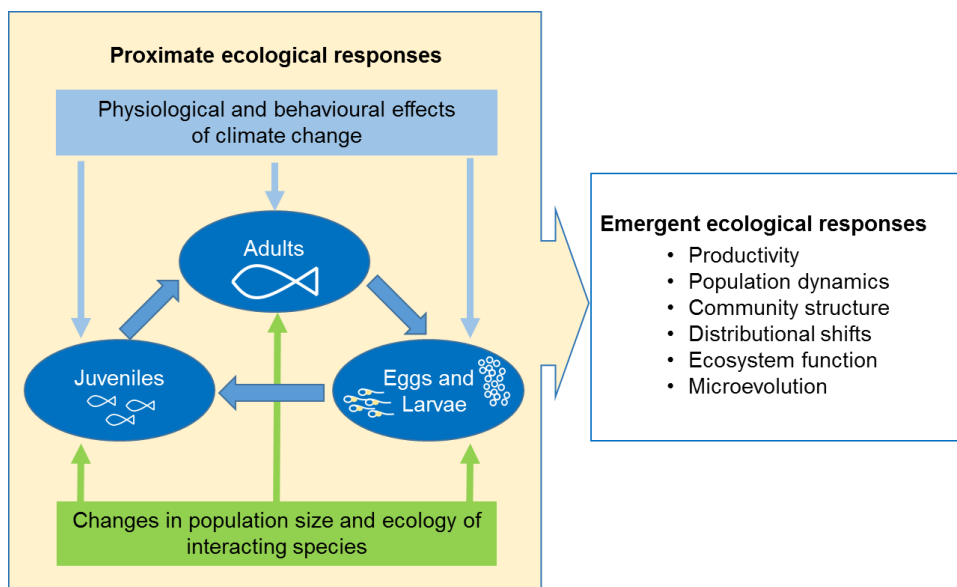 Proximate ecological responses
Physiological and behavioural effects
of climate change
Adults
Juveniles
Eggs and
Larvae
Changes in population size and ecology of
interacting species
Emergent ecological responses
• Productivity
• Population dynamics
• Community structure
• Distributional shifts
• Ecosystem function
• Microevolution